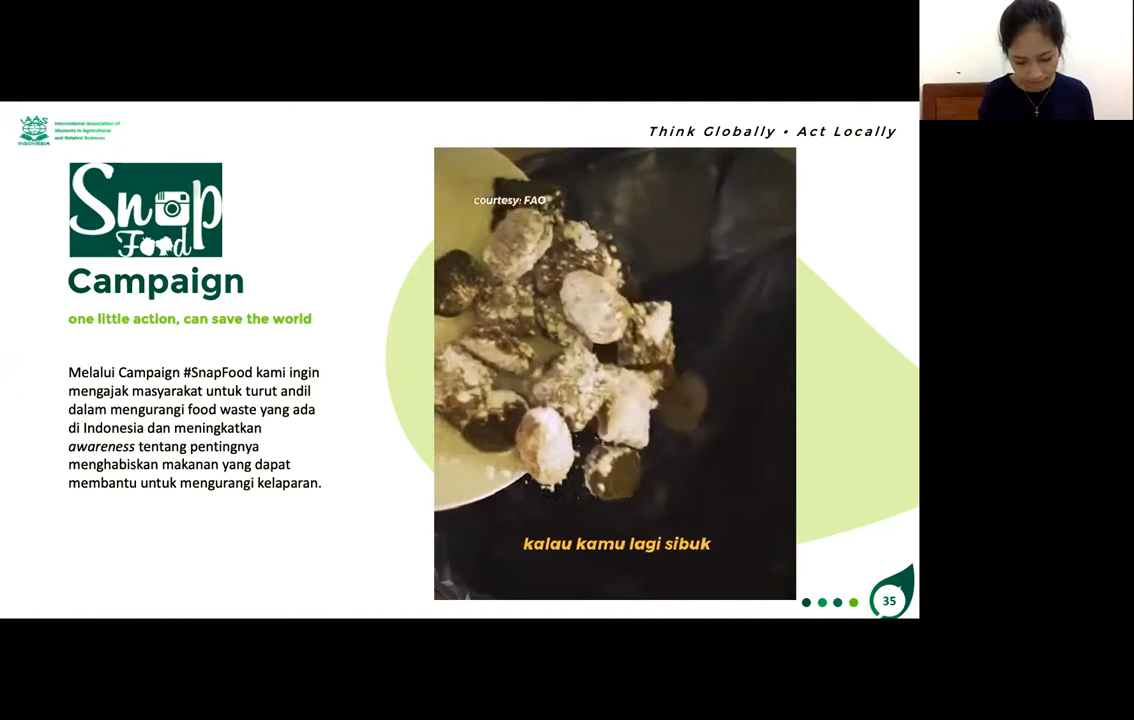 IAAS
INDONESIA
International Association of
Students in Agricultural
and Related Sciences
Think Globally • Act Locally
Snap
Food
Campaign
one little action, can save the world
Melalui Campaign #SnapFood kami ingin
mengajak masyarakat untuk turut andil
dalam mengurangi food waste yang ada
di Indonesia dan meningkatkan
awareness tentang pentingnya
menghabiskan makanan yang dapat
membantu untuk mengurangi kelaparan.
courtesy: FAO
kalau kamu lagi sibuk
35